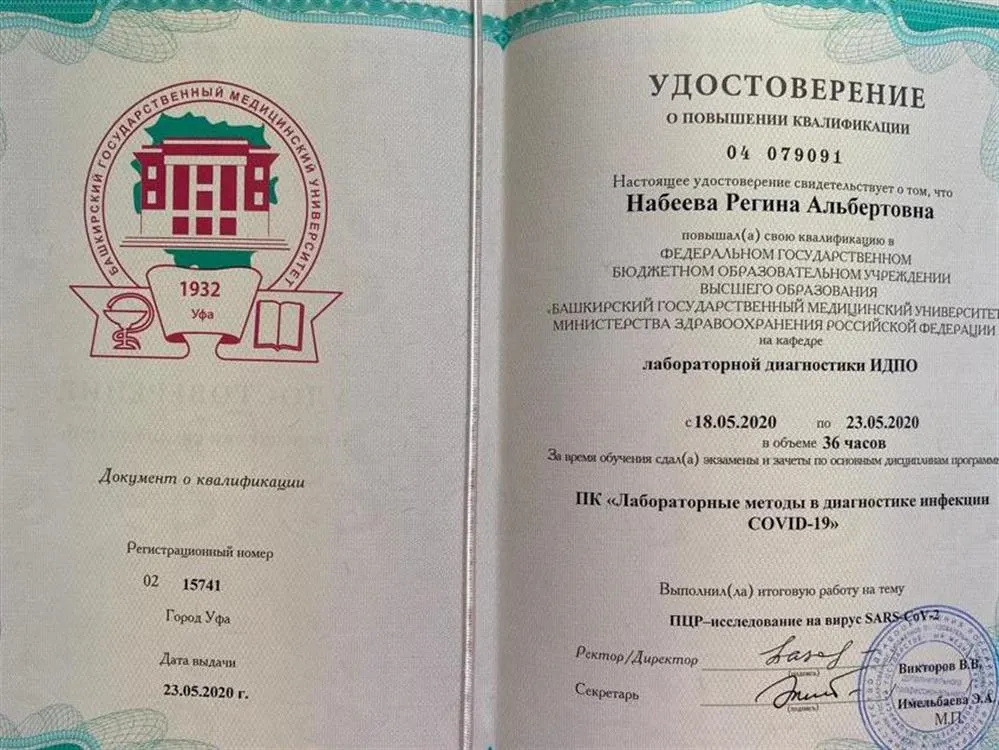 БАШКИРСКИЙ ГОСУДАРСТВЕННЫЙ МЕДИЦИНСКИЙ УНИВЕРСИТЕТ
1932
Уфа
Документ о квалификации
Регистрационный номер
02 15741
Город Уфа
Дата выдачи
23.05.2020 г.
УДОСТОВЕРЕНИЕ
О ПОВЫШЕНИИ КВАЛИФИКАЦИИ
04 079091
Настоящее удостоверение свидетельствует о том, что
Набеева Регина Альбертовна
повышал(а) свою квалификацию в
ФЕДЕРАЛЬНОМ ГОСУДАРСТВЕННОМ
БЮДЖЕТНОМ ОБРАЗОВАТЕЛЬНОМ УЧРЕЖДЕНИИ
ВЫСШЕГО ОБРАЗОВАНИЯ
«БАШКИРСКИЙ ГОСУДАРСТВЕННЫЙ МЕДИЦИНСКИЙ УНИВЕРСИТЕТ
МИНИСТЕРСТВА ЗДРАВООХРАНЕНИЯ РОССИЙСКОЙ ФЕДЕРАЦИИ
на кафедре
лабораторной диагностики ИДПО
с 18.05.2020 по 23.05.2020
в объеме 36 часов
За время обучения сдал(а) экзамены и зачеты по основным дисциплинам программы
ПК «Лабораторные методы в диагностике инфекции
COVID-19»
Выполнил(ла) итоговую работу на тему
ПЦР–исследование на вирус SARS-CoV-2
Ректор/Директор
(подпись)
Викторов В.В.
Секретарь
(подпись)
Имельбаева Э.А.
М.П.